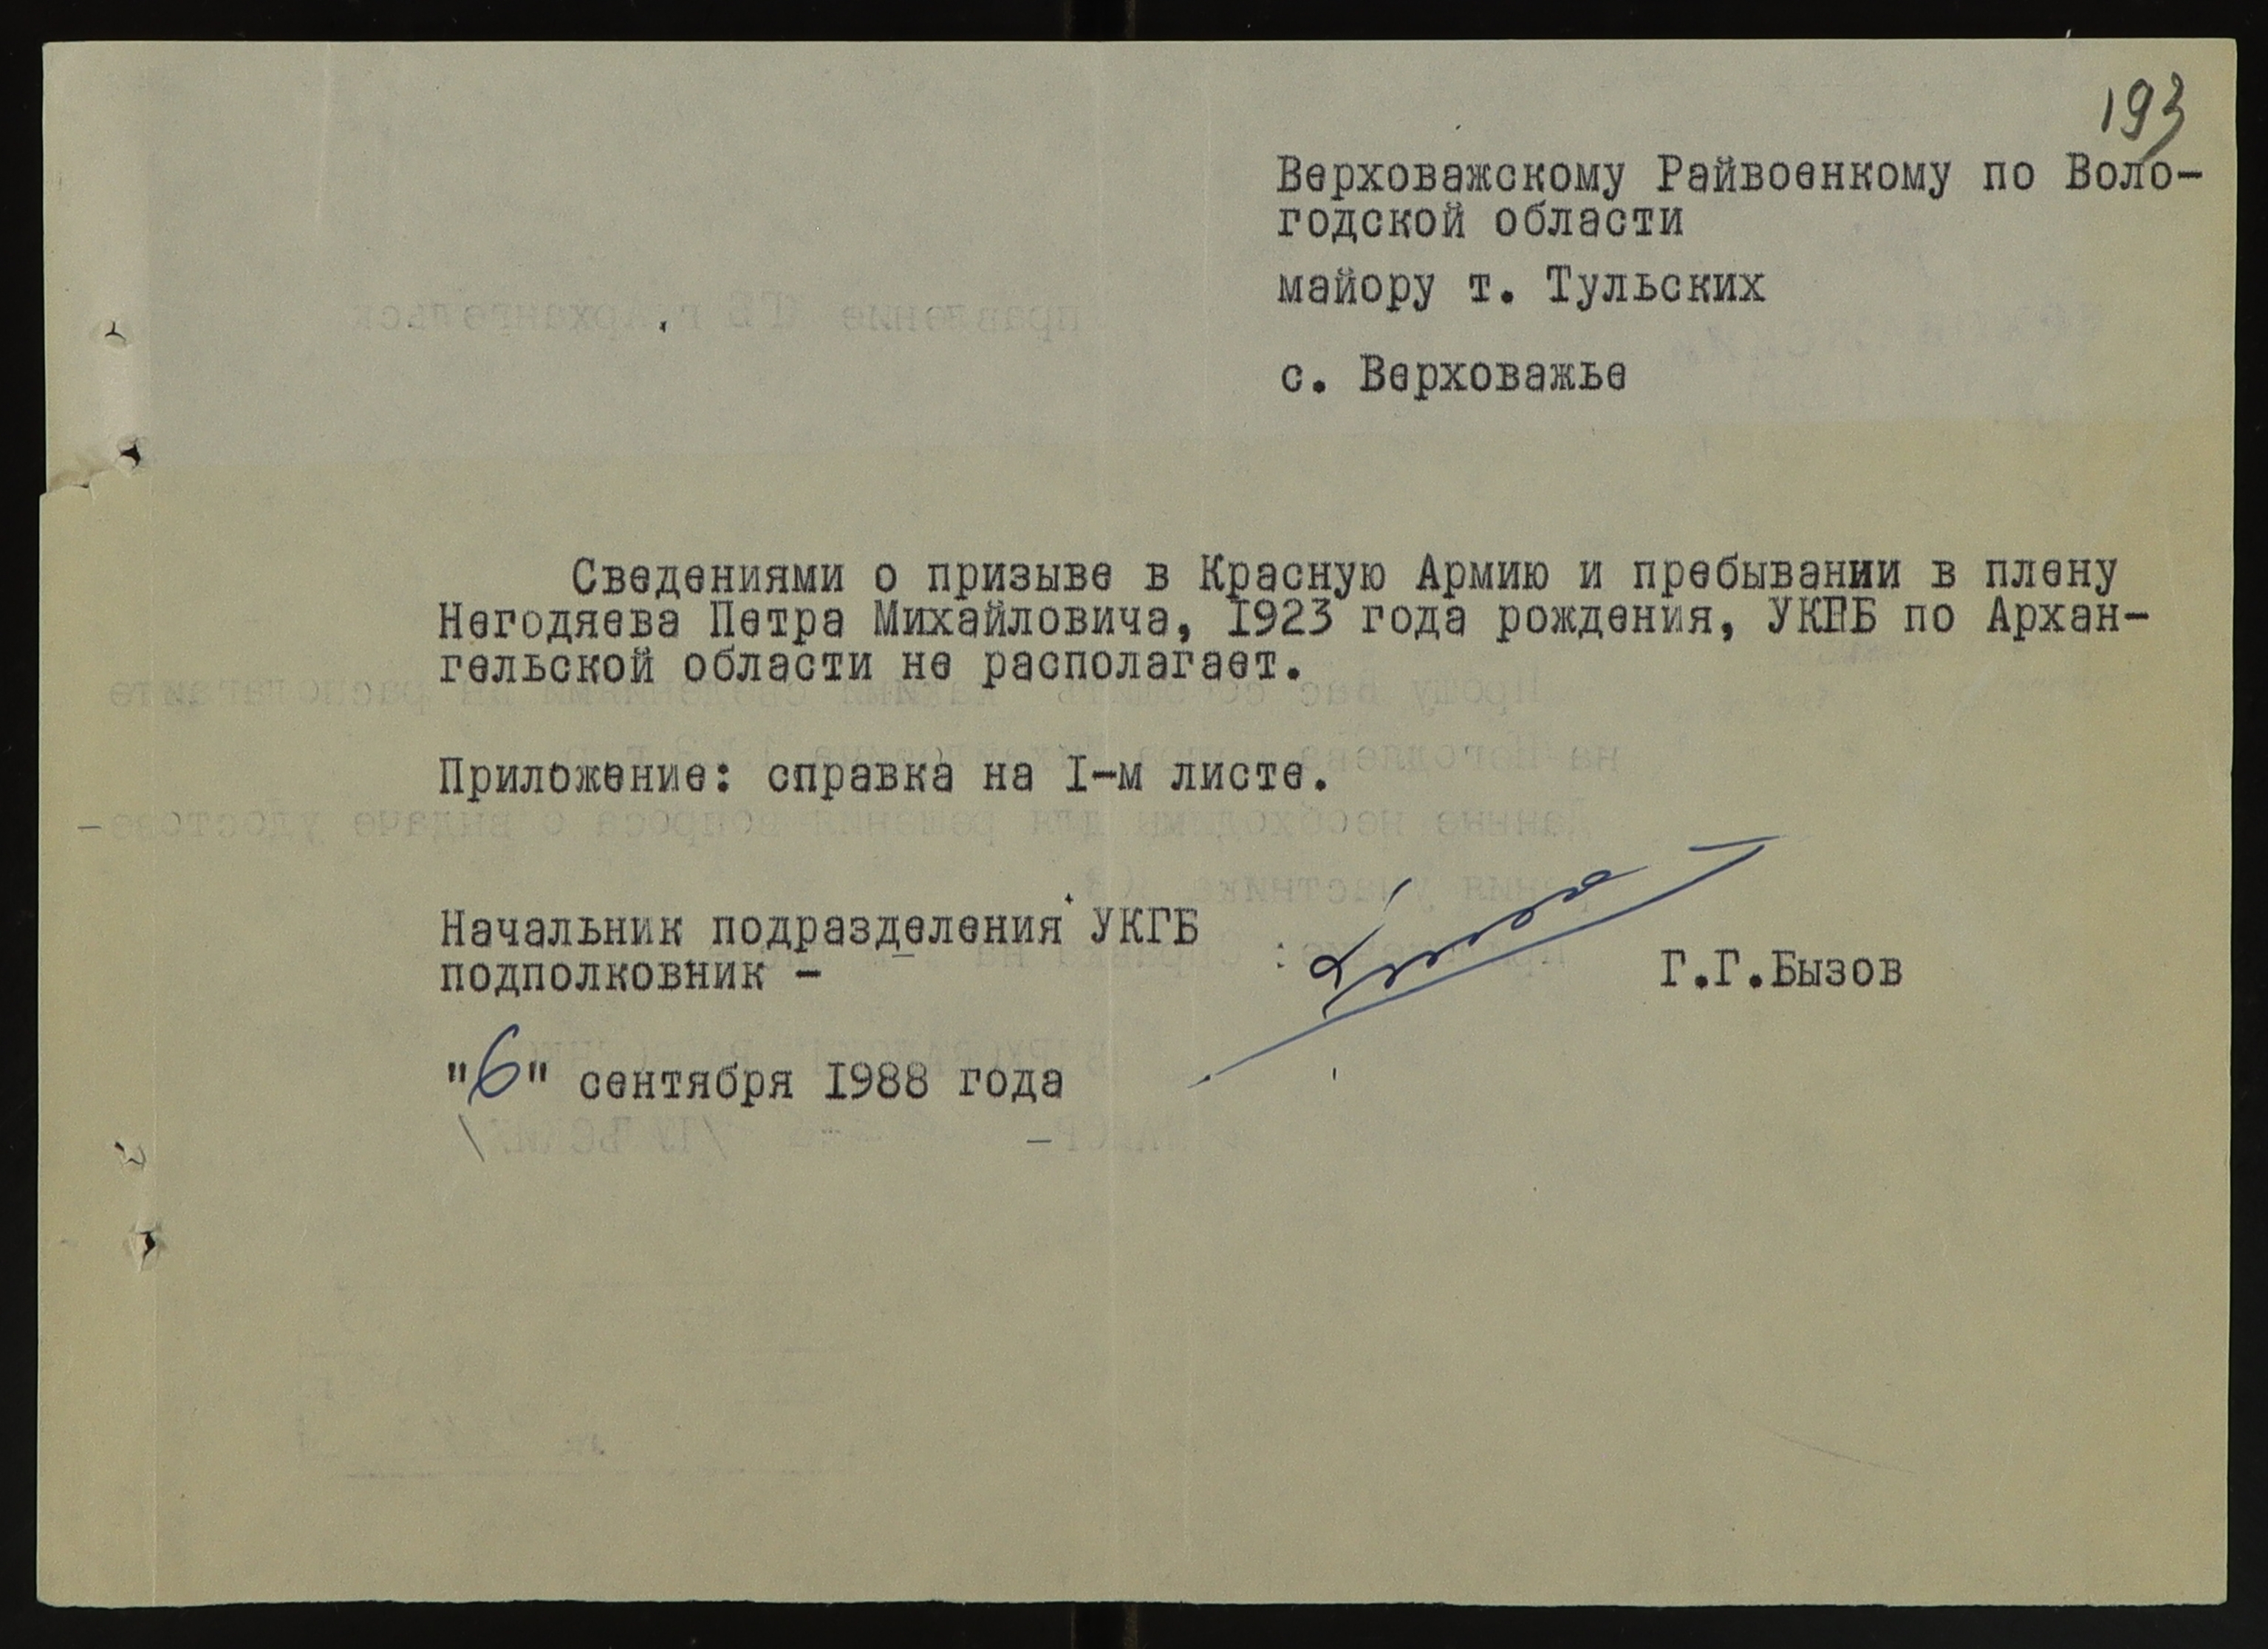 193
Верховажскому Райвоенкому по Воло-
годской области
майору т. Тульских
с. Верховажье
Сведениями о призыве в Красную Армию и пребывании в плену
Негодяева Петра Михайловича, I923 года рождения, УКГБ по Архан-
гельской области не располагает.
Приложение: справка на I-м листе.
Начальник подразделения УКГБ
подполковник -
Г.Г.Бызов
"6" сентября I988 года